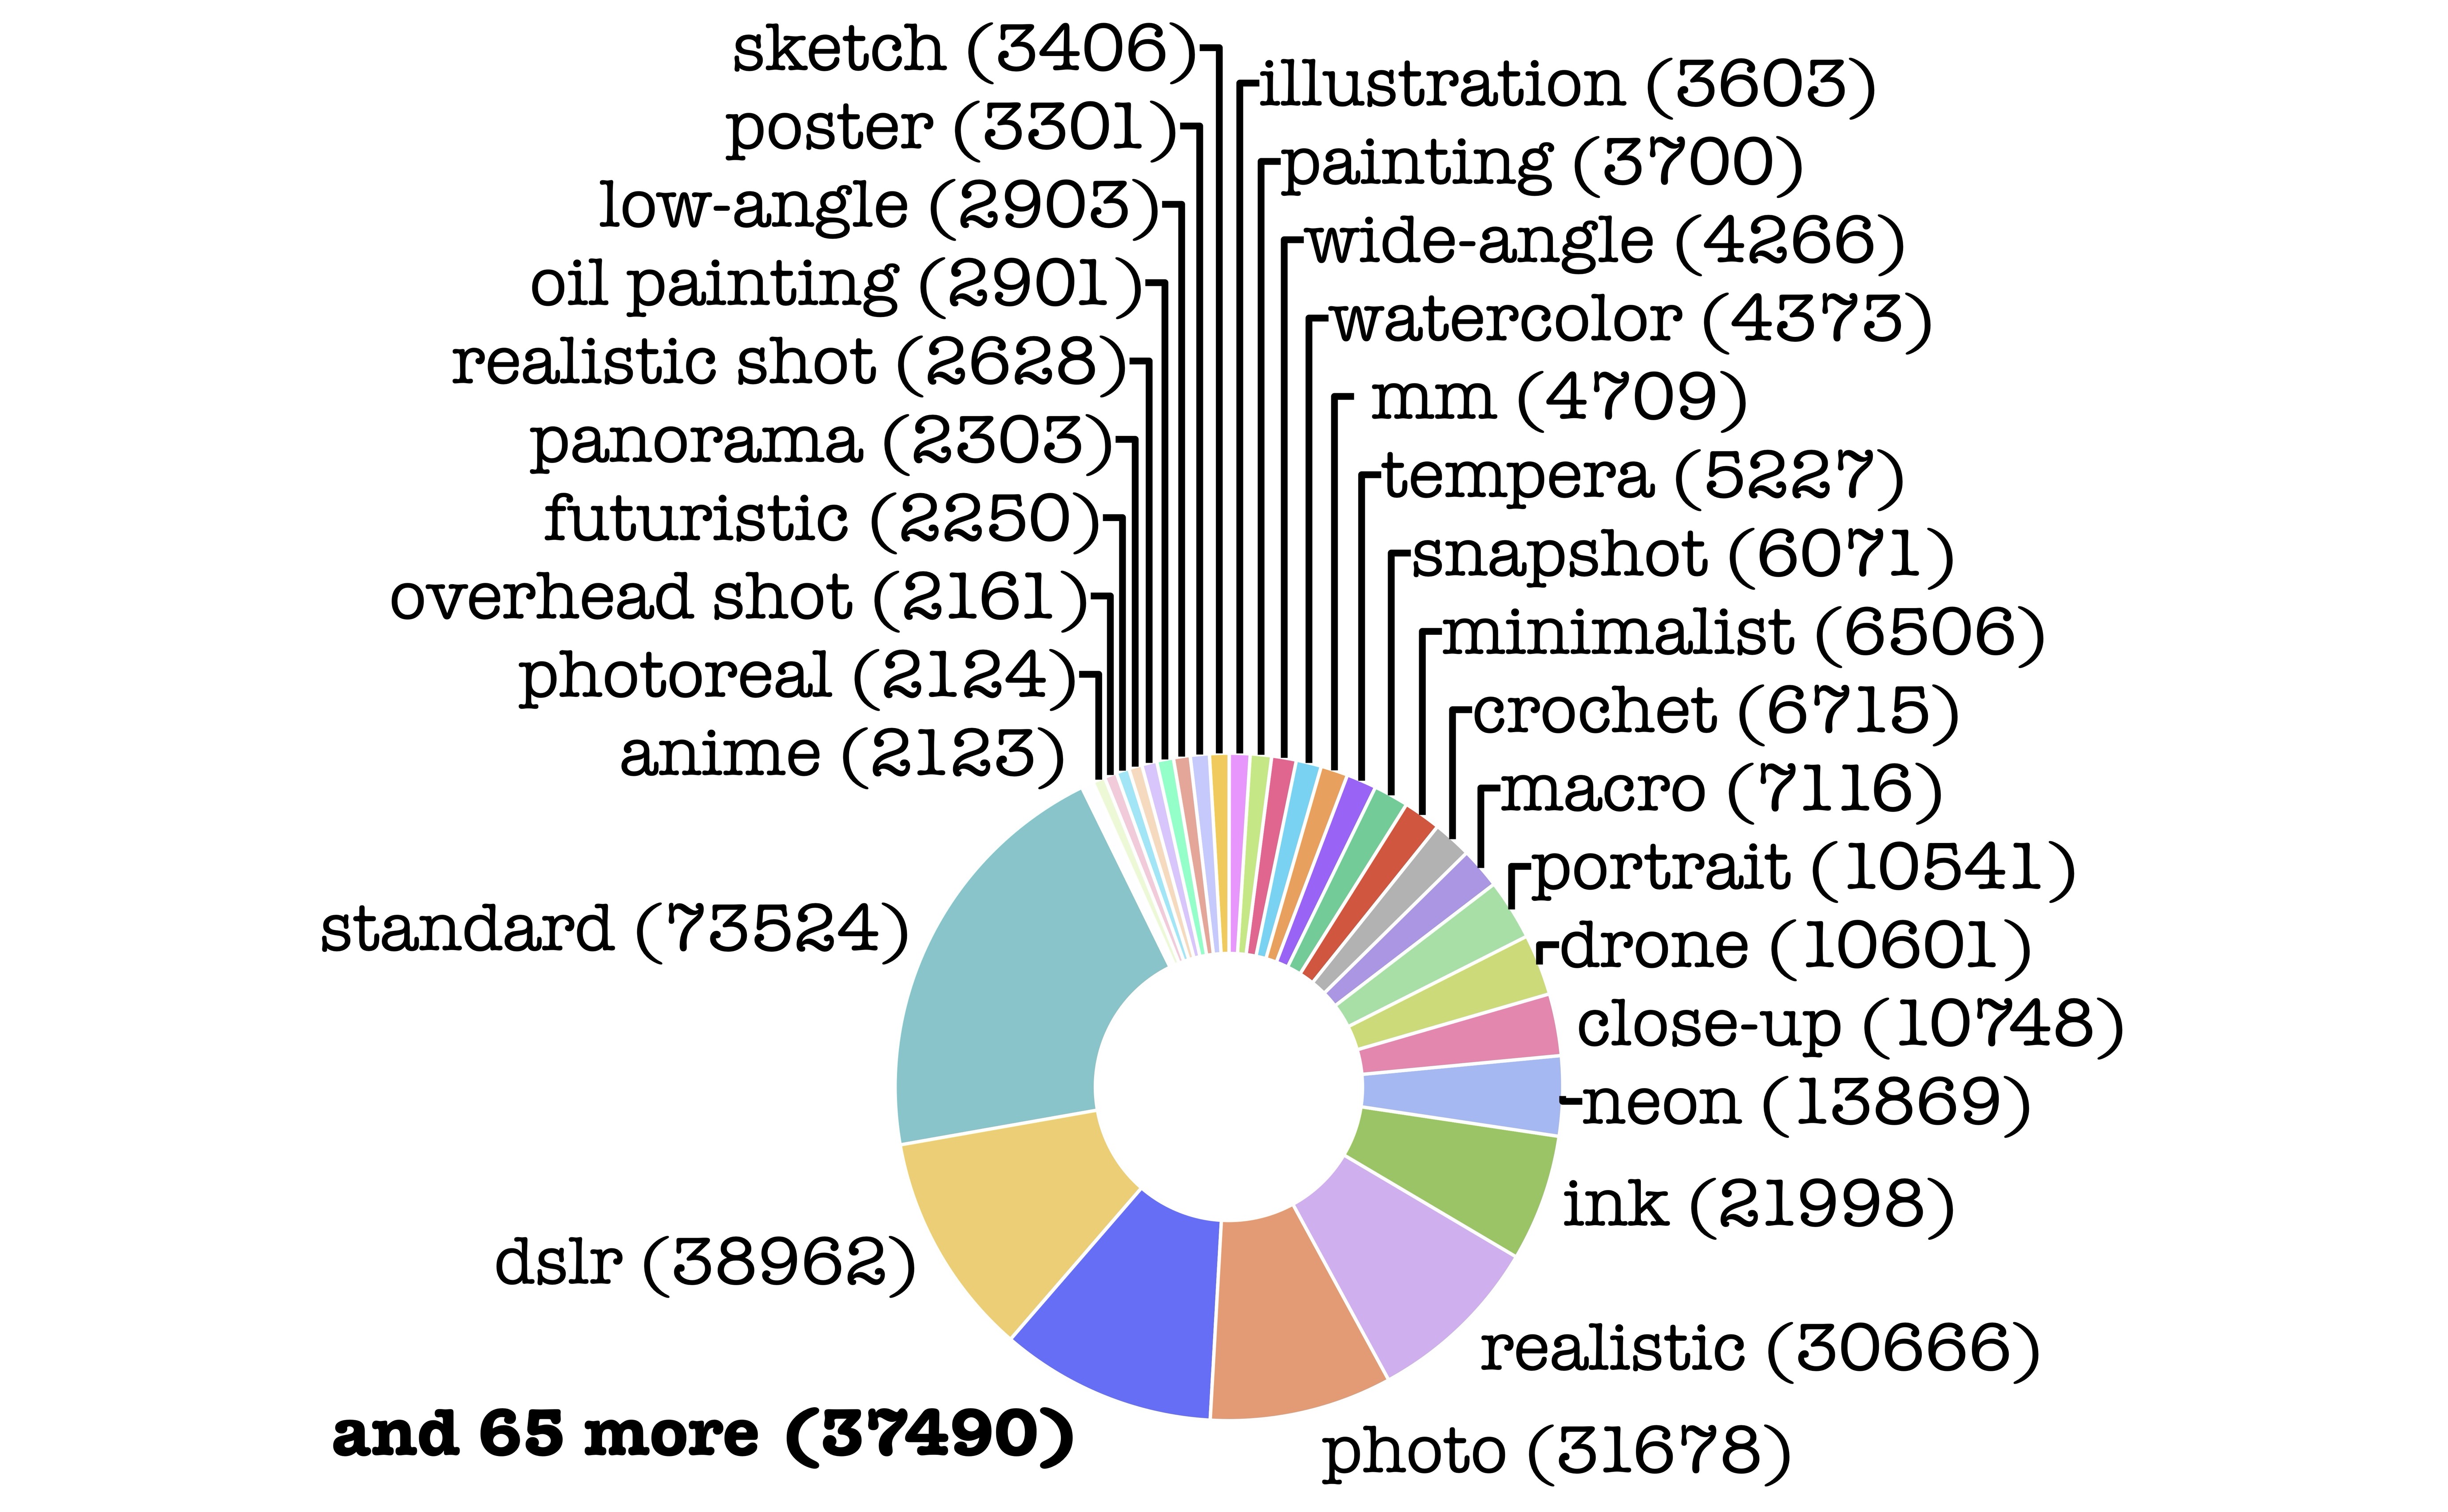 sketch (3406)
poster (3301)
low-angle (2903)
oil painting (2901)
realistic shot (2628)
panorama (2303)
futuristic (2250)
overhead shot (2161)
photoreal (2124)
anime (2123)
standard (73524)
dslr (38962)
and 65 more (37490)
illustration (3603)
painting (3700)
wide-angle (4266)
watercolor (4373)
mm (4709)
tempera (5227)
snapshot (6071)
minimalist (6506)
crochet (6715)
macro (7116)
portrait (10541)
drone (10601)
close-up (10748)
neon (13869)
ink (21998)
realistic (30666)
photo (31678)